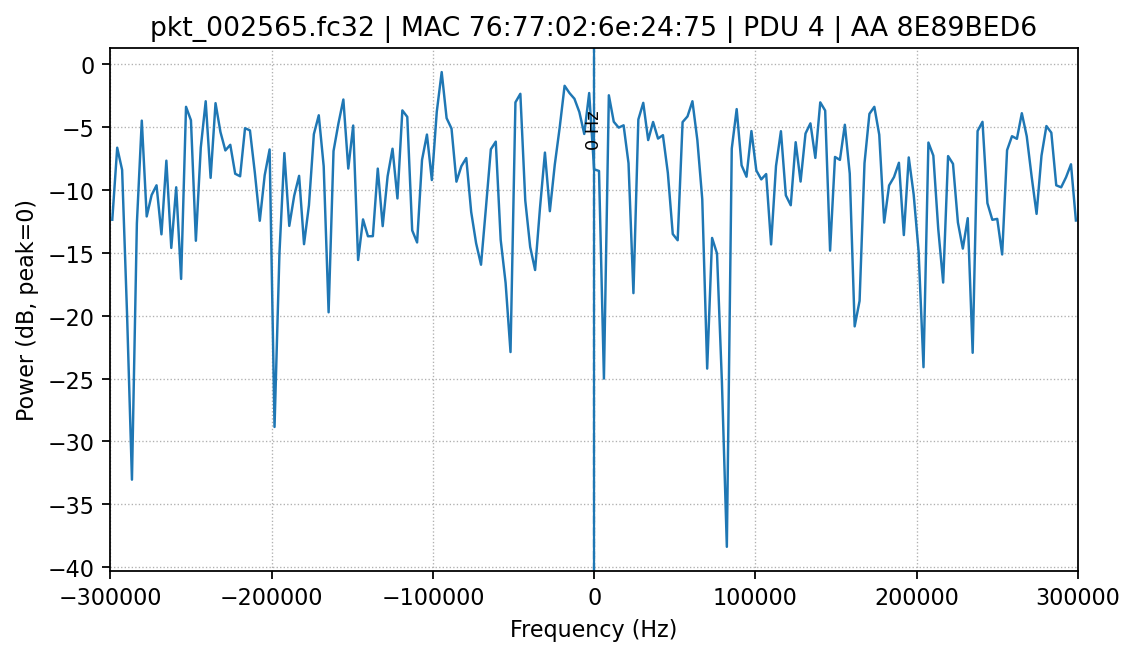 pkt_002565.fc32 | MAC 76:77:02:6e:24:75 | PDU 4 | AA 8E89BED6
Power (dB, peak=0)
0
−5
−10
−15
−20
−25
−30
−35
−40
0 Hz
−300000 −200000 −100000 0 100000 200000 300000
Frequency (Hz)